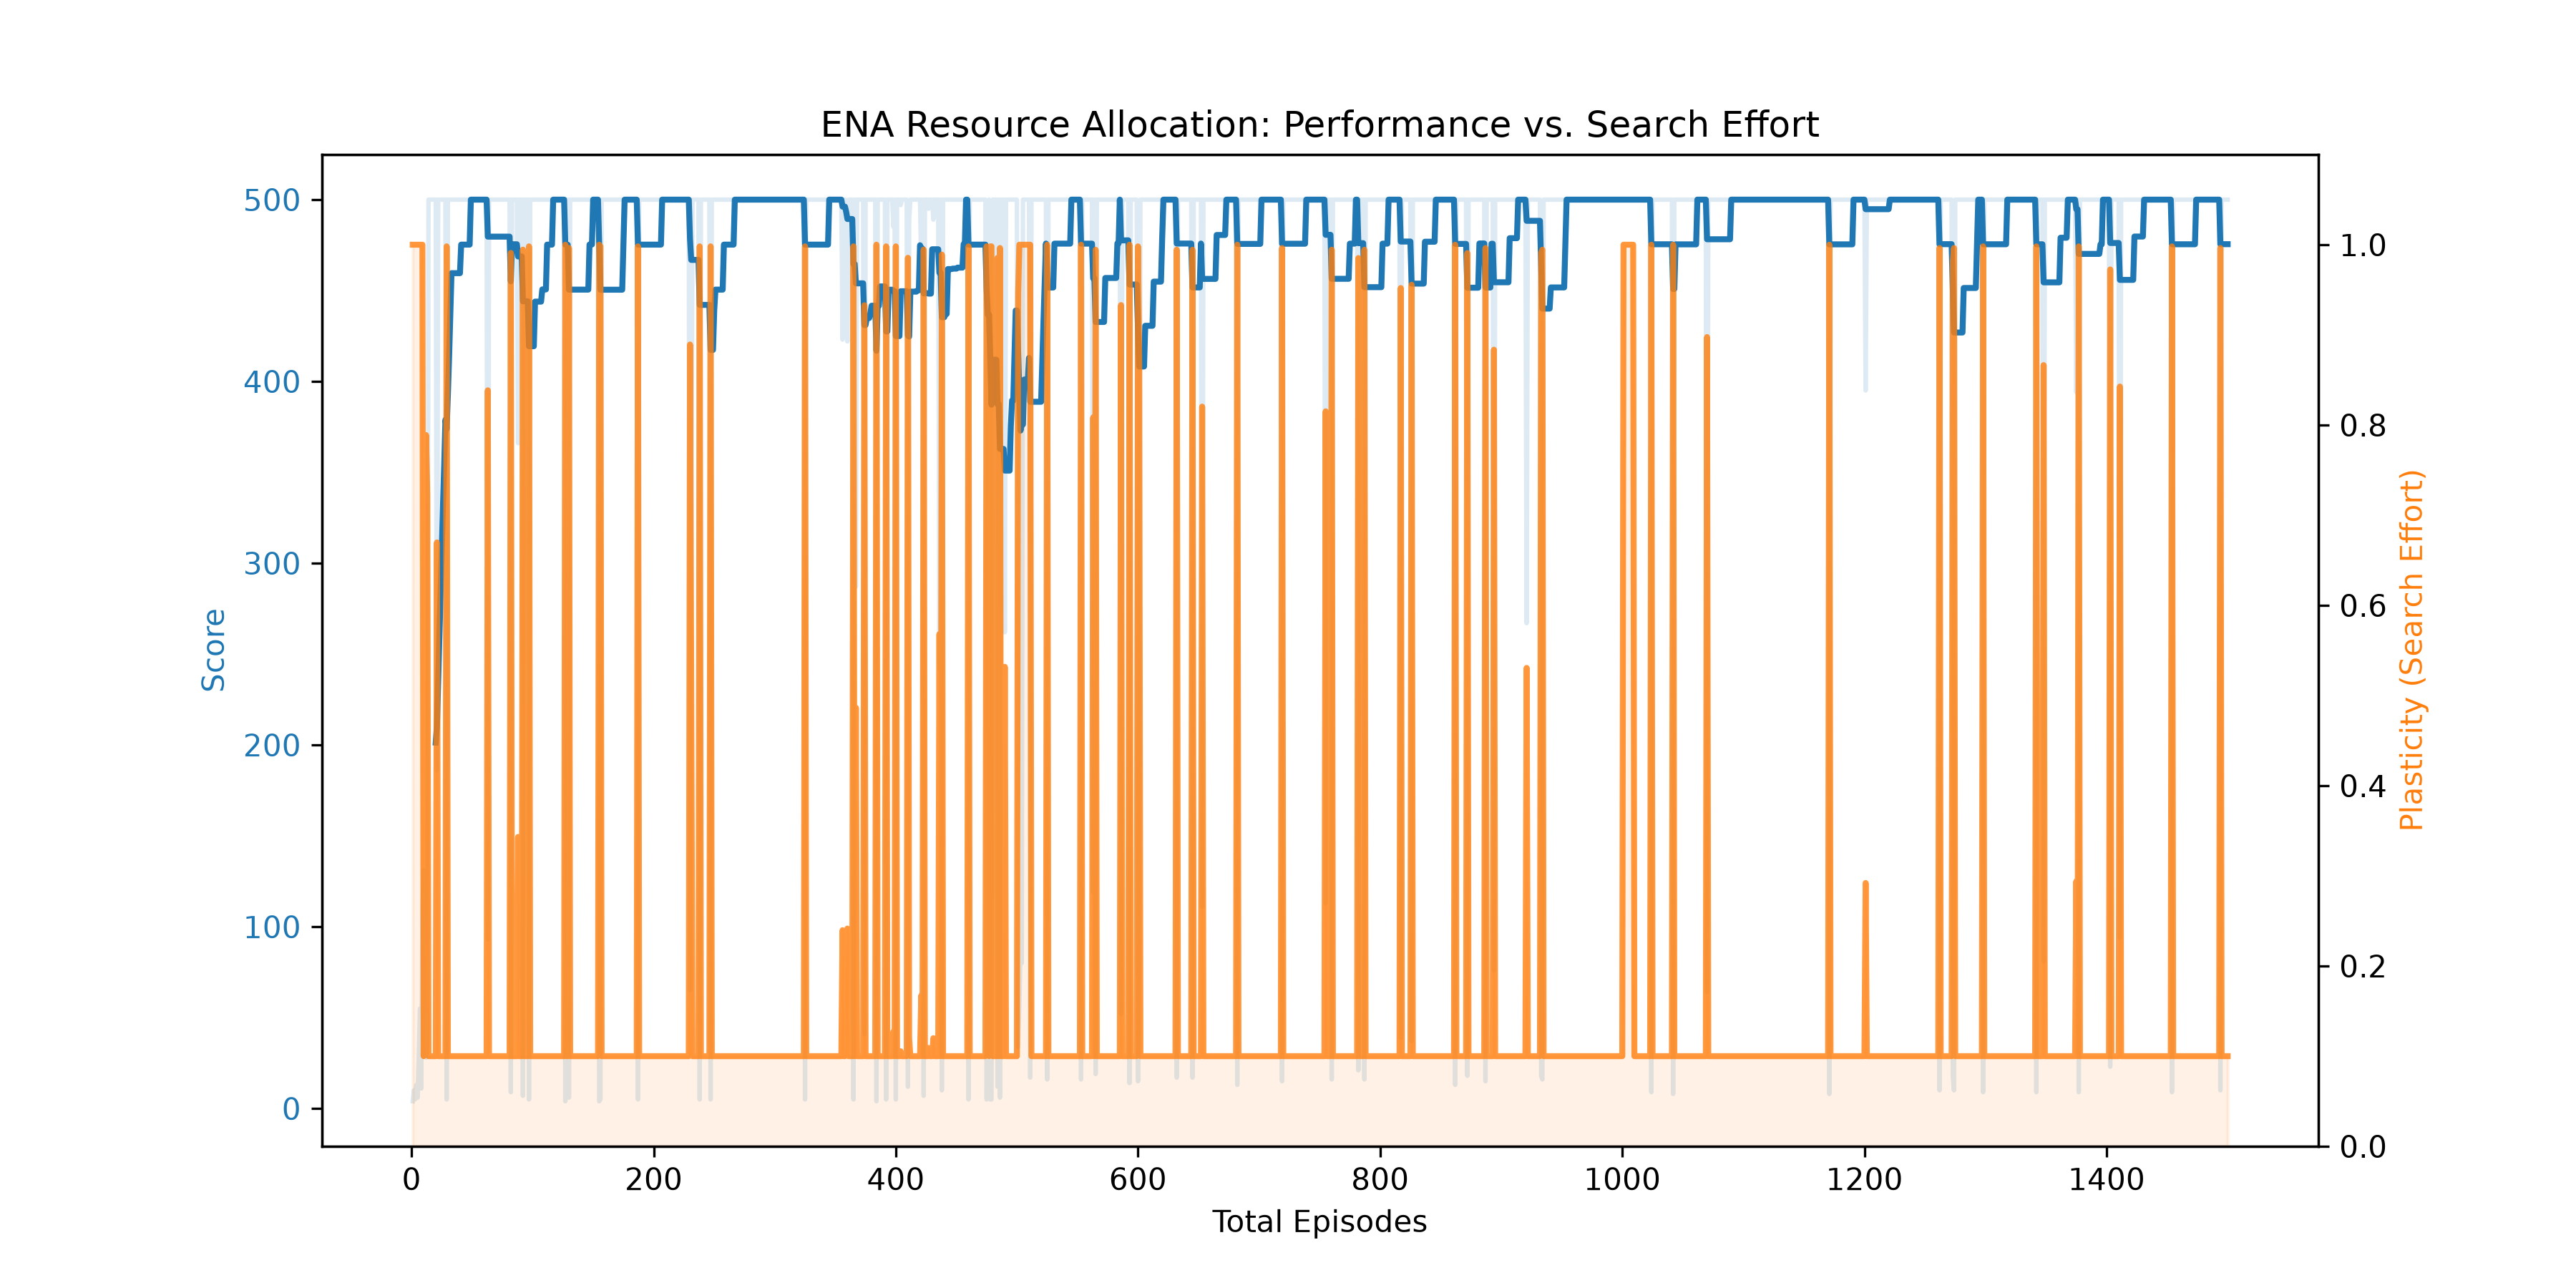 ENA Resource Allocation: Performance vs. Search Effort
500
400
300
200
100
0
Score
1.0
0.8
0.6
0.4
0.2
0.0
Plasticity (Search Effort)
0 200 400 600 800 1000 1200 1400
Total Episodes